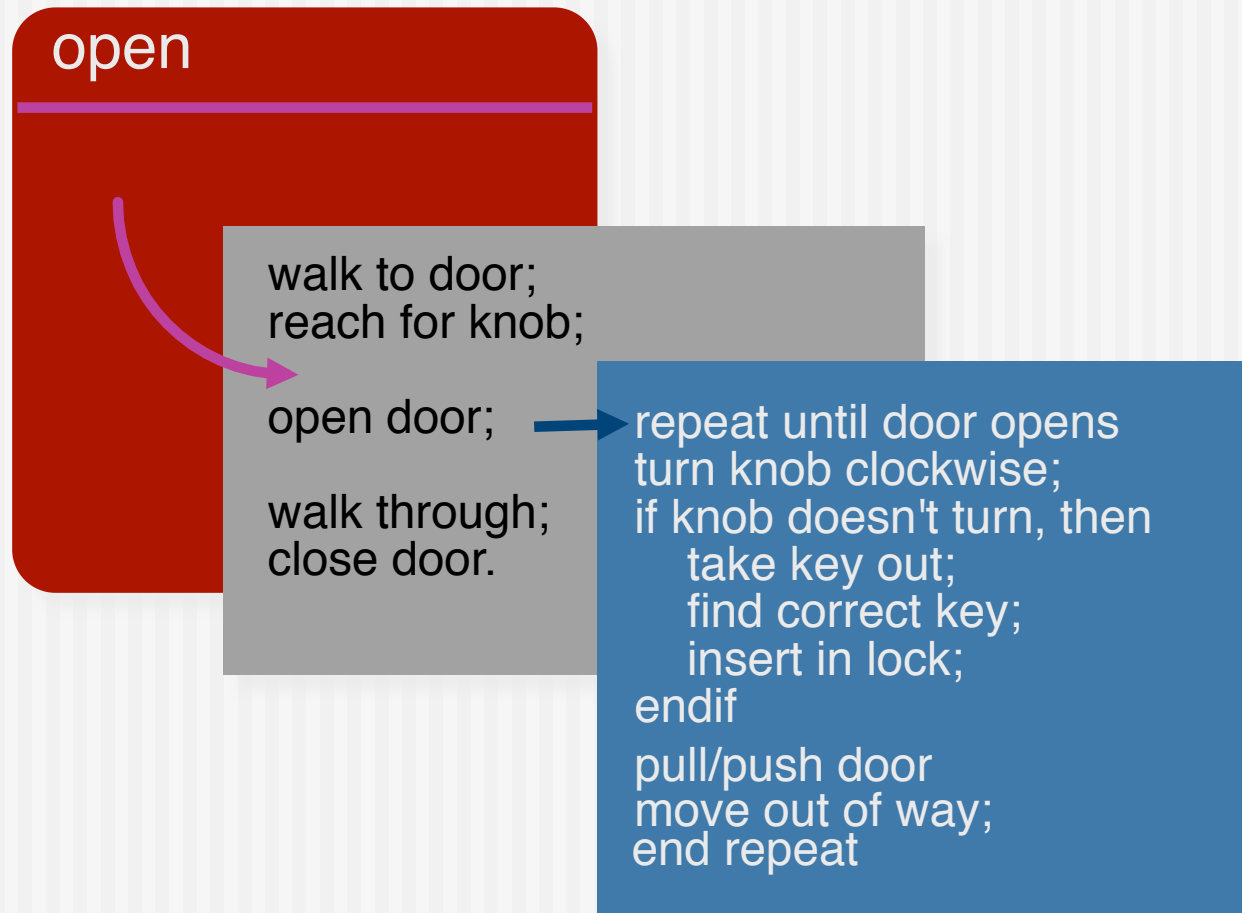 open
walk to door;
reach for knob;
open door;
walk through;
close door.
repeat until door opens
turn knob clockwise;
if knob doesn't turn, then
take key out;
find correct key;
insert in lock;
endif
pull/push door
move out of way;
end repeat